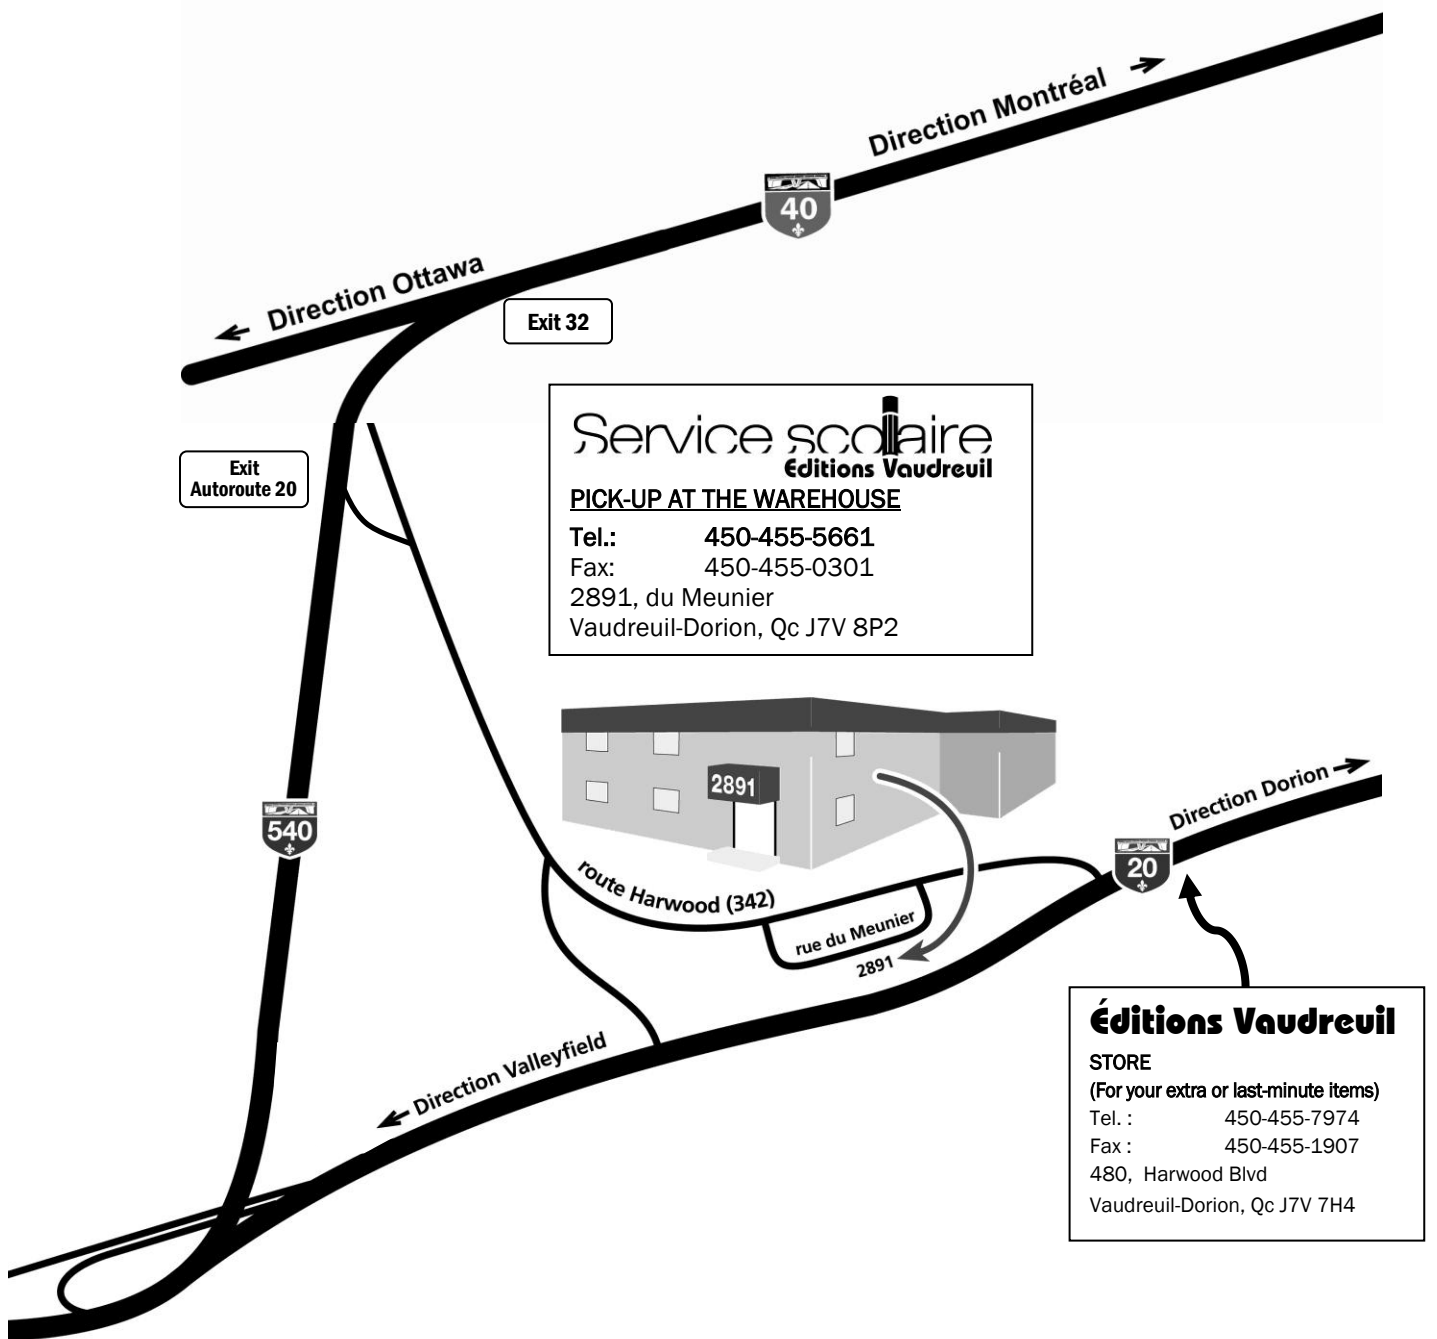 Direction Montréal
40
Direction Ottawa
Exit 32
Exit
Autoroute 20
Service scolaire
Éditions Vaudreuil
PICK-UP AT THE WAREHOUSE
Tel.: 450-455-5661
Fax: 450-455-0301
2891, du Meunier
Vaudreuil-Dorion, Qc J7V 8P2
2891
Direction Dorion
540
20
route Harwood (342)
rue du Meunier
2891
Direction Valleyfield
Éditions Vaudreuil
STORE
(For your extra or last-minute items)
Tel. : 450-455-7974
Fax : 450-455-1907
480, Harwood Blvd
Vaudreuil-Dorion, Qc J7V 7H4